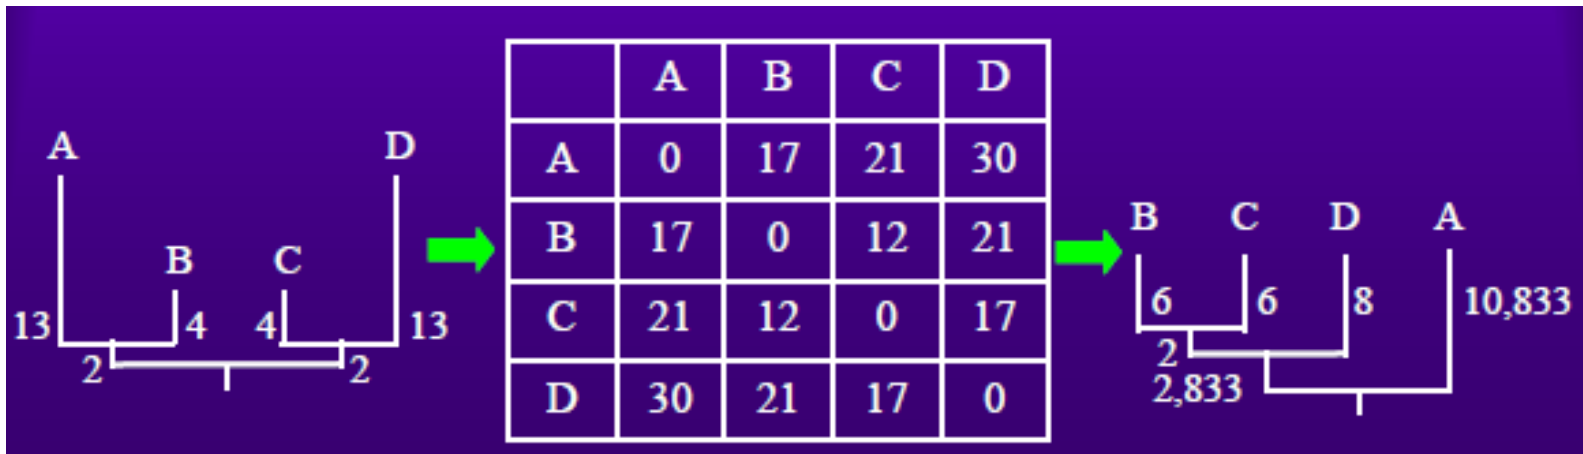 A D
B C
13 4 4 13
2 2
A B C D
A 0 17 21 30
B 17 0 12 21
C 21 12 0 17
D 30 21 17 0
B C D A
6 6 8 10,833
2
2,833